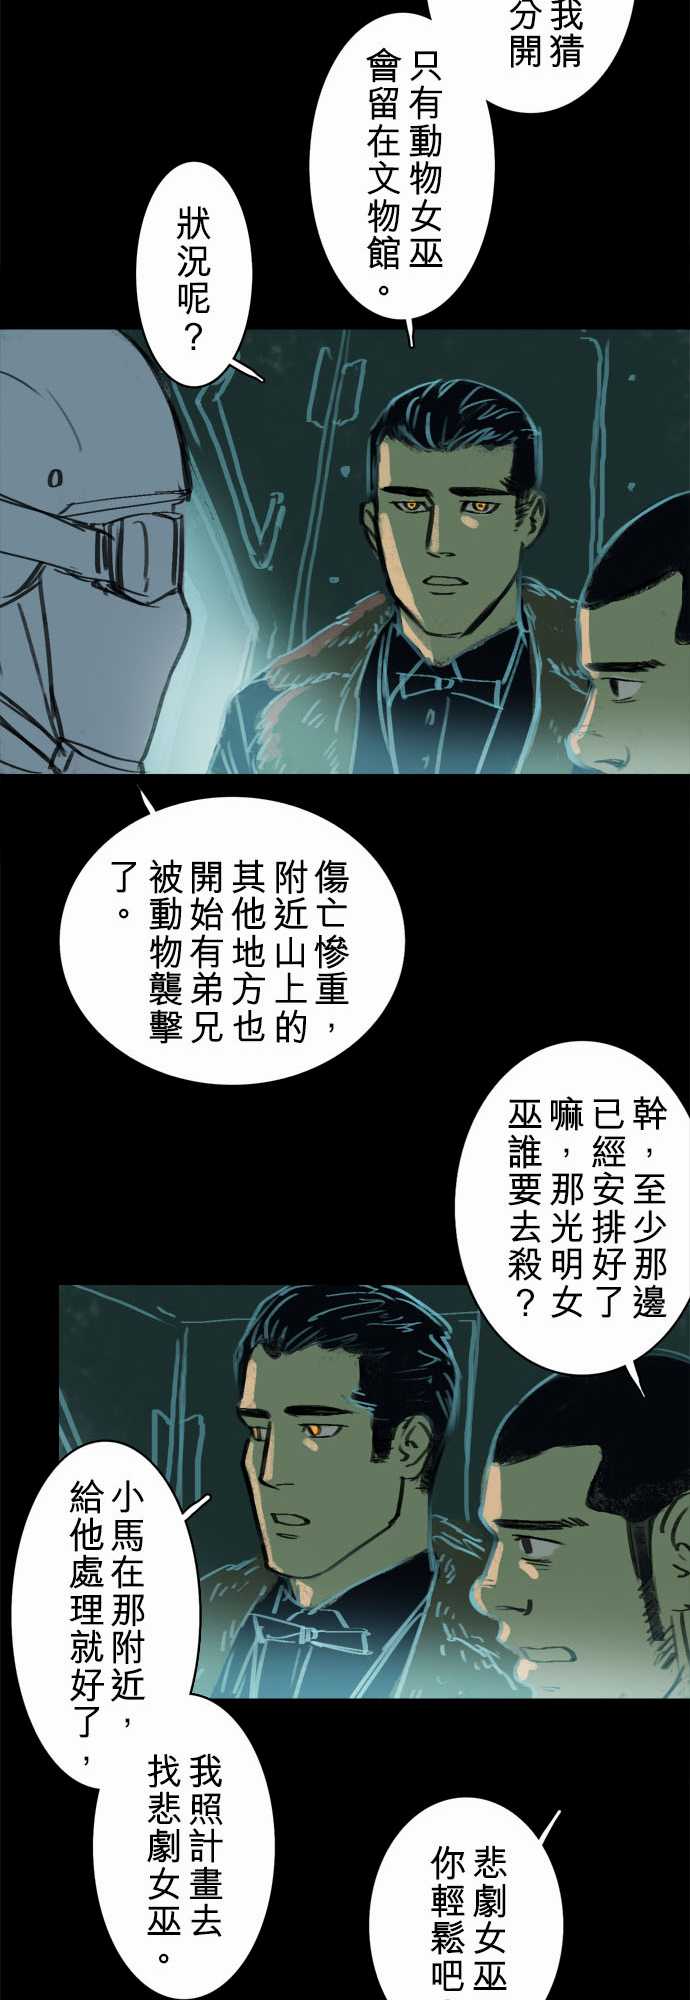 我猜
分開
只有動物女巫
會留在文物館。
狀況呢？
傷亡慘重，
附近山上的
其他地方也
開始有弟兄
被動物襲擊
了。
幹，至少那邊
已經安排好了
嘛，那光明女
巫誰要去殺？
小馬在那附近，
給他處理就好了，
我照計畫去
找悲劇女巫。
悲劇女巫
你輕鬆吧